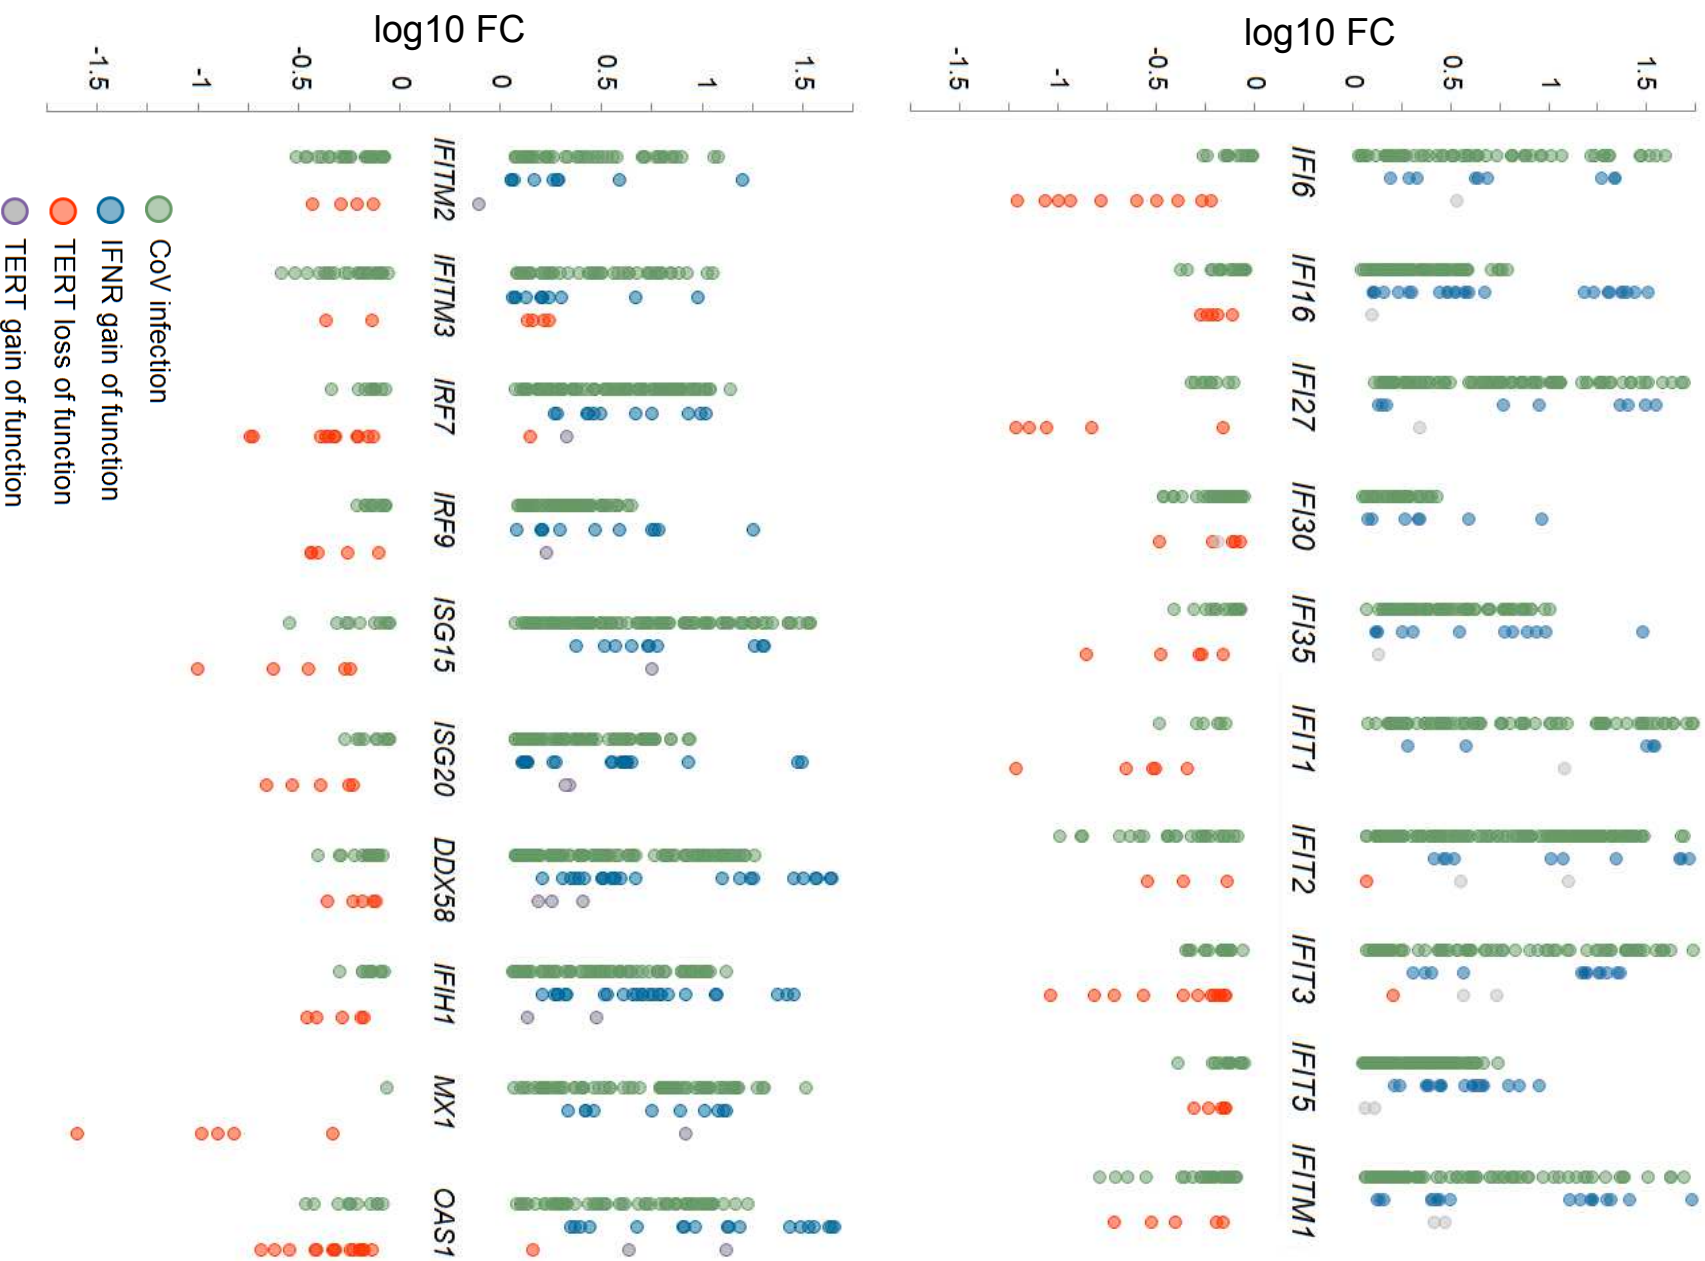 log10 FC
1.5
1
0.5
0
0
-0.5
-1
-1.5
IFI6
IFI16
IFI27
IFI30
IFI35
IFIT1
IFIT2
IFIT3
IFIT5
IFITM1
log10 FC
1.5
1
0.5
0
0
-0.5
-1
-1.5
IFITM2
IFITM3
IRF7
IRF9
ISG15
ISG20
DDX58
IFIH1
MX1
OAS1
CoV infection
IFNR gain of function
TERT loss of function
TERT gain of function